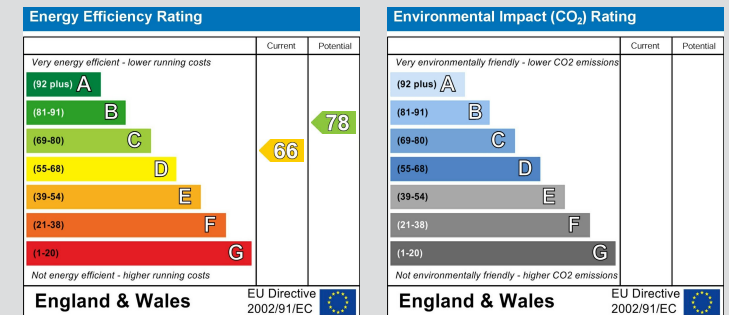 Energy Efficiency Rating
Current Potential
Very energy efficient - lower running costs
(92 plus) A
(81-91) B
78
(69-80) C
66
(55-68) D
(39-54) E
(21-38) F
(1-20) G
Not energy efficient - higher running costs
England & Wales
EU Directive
2002/91/EC
Environmental Impact (CO₂) Rating
Current Potential
Very environmentally friendly - lower CO2 emissions
(92 plus) A
(81-91) B
(69-80) C
(55-68) D
(39-54) E
(21-38) F
(1-20) G
Not environmentally friendly - higher CO2 emissions
England & Wales
EU Directive
2002/91/EC